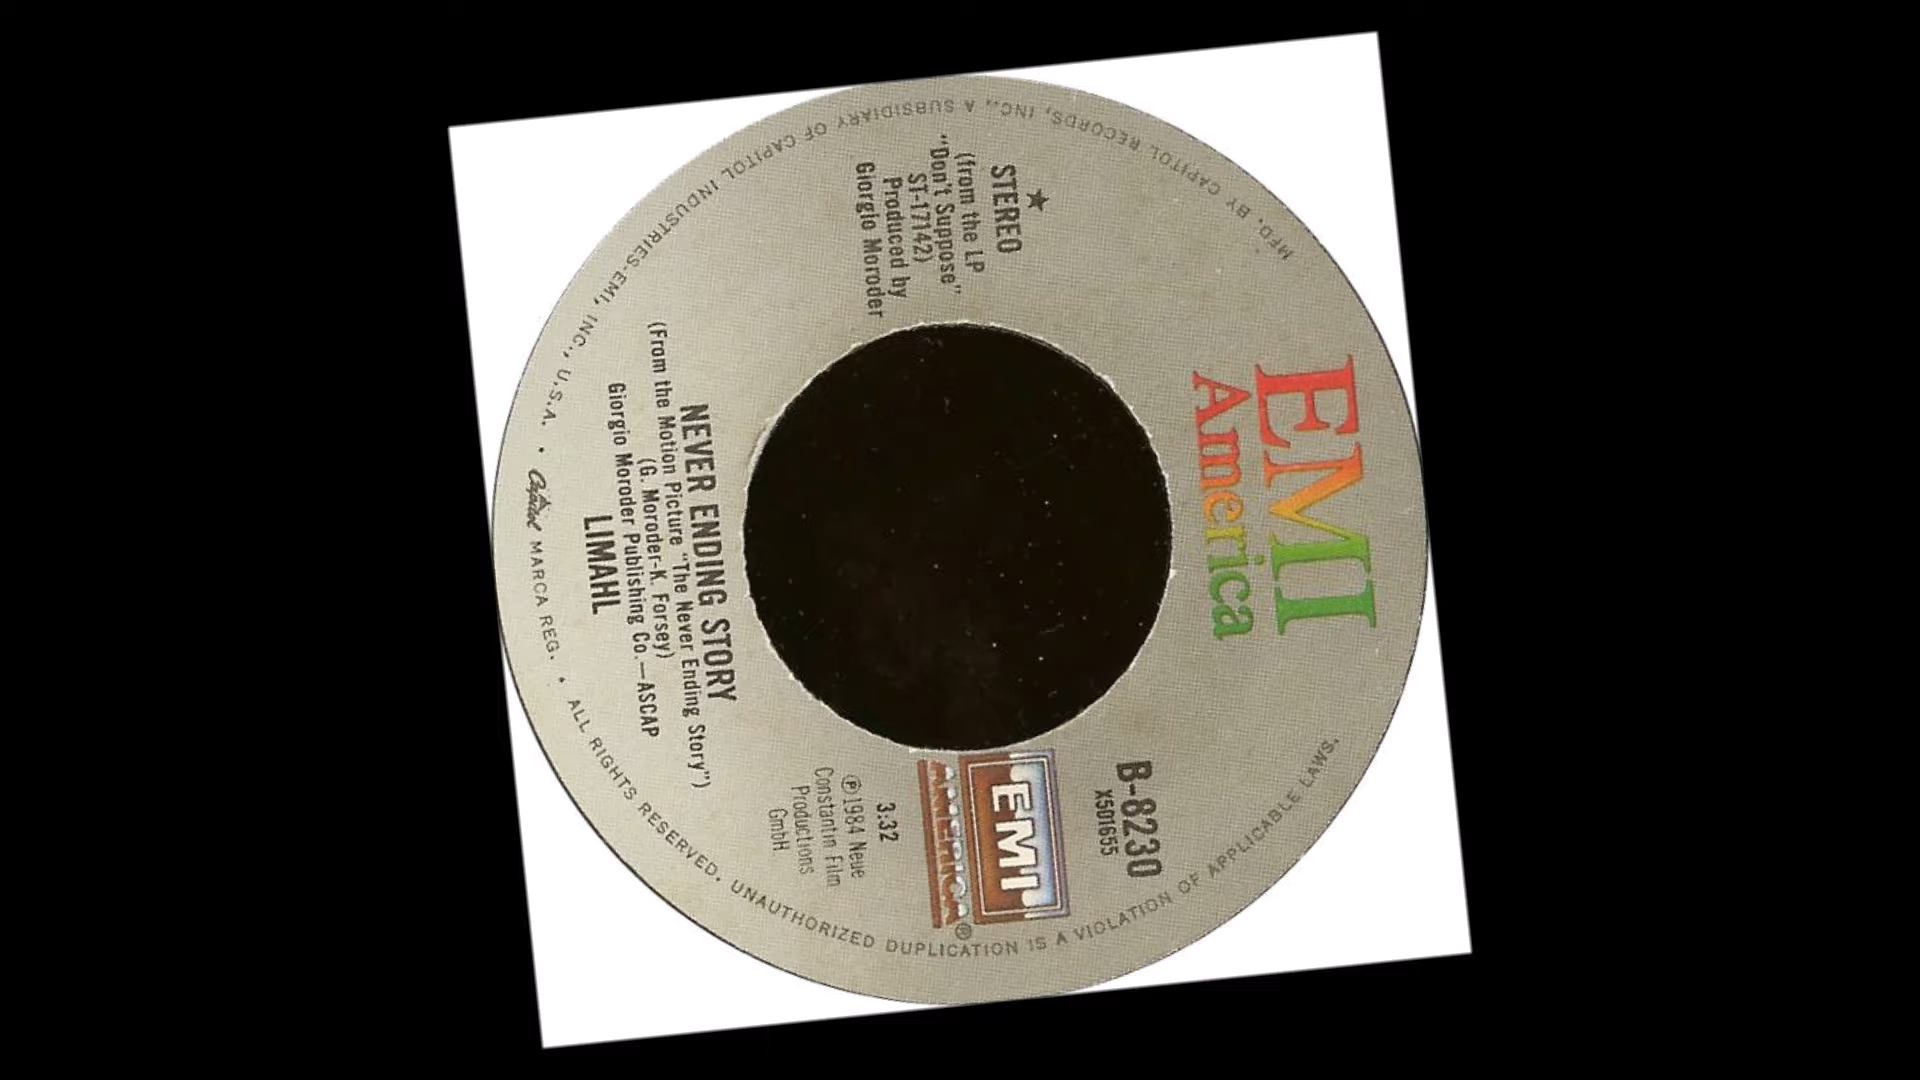 EMI
America
★
STEREO
(from the LP
"Don't Suppose"
ST-17142)
Produced by
Giorgio Moroder
B-8230
X501655
EMI
AMERICA®
3:32
℗1984 Neue
Constantin Film
Productions
GmbH
NEVER ENDING STORY
(From the Motion Picture "The Never Ending Story")
(G. Moroder-K. Forsey)
Giorgio Moroder Publishing Co.—ASCAP
LIMAHL
MFD. BY CAPITOL RECORDS, INC., A SUBSIDIARY OF CAPITOL INDUSTRIES-EMI, INC., U.S.A. • Capitol MARCA REG. • ALL RIGHTS RESERVED. UNAUTHORIZED DUPLICATION IS A VIOLATION OF APPLICABLE LAWS.